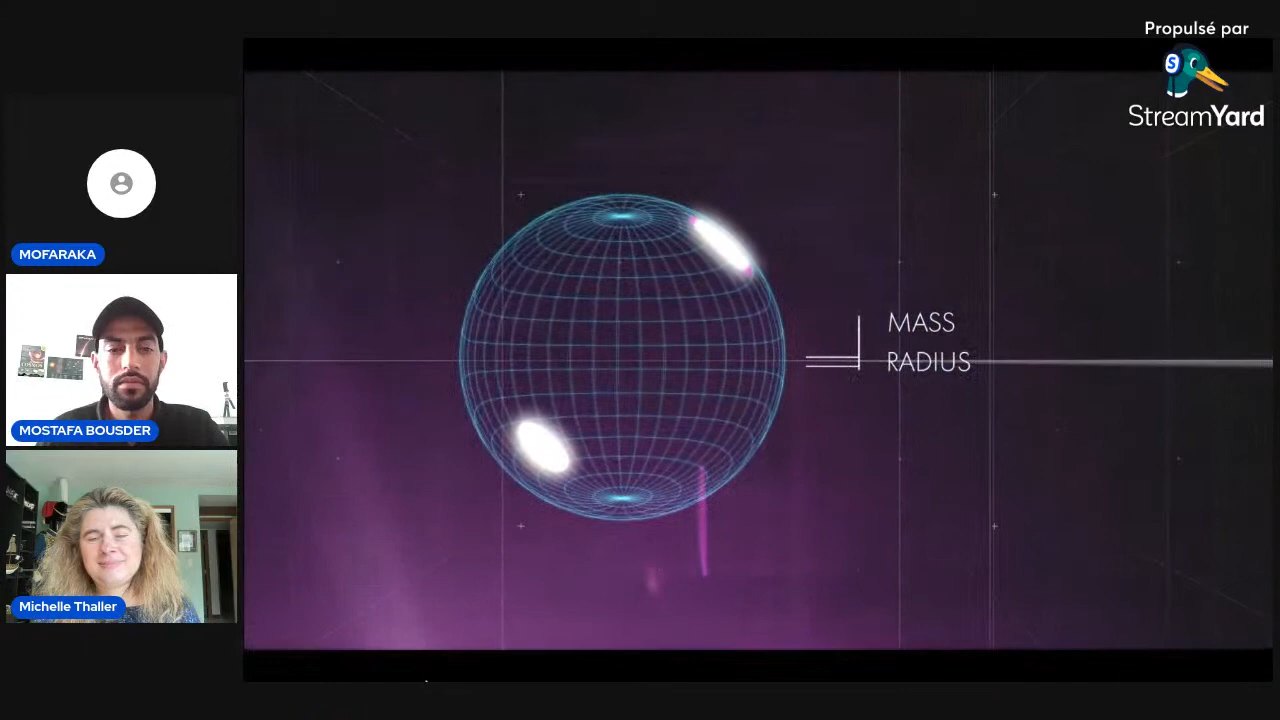 Propulsé par
StreamYard
MOFARAKA
MOSTAFA BOUSDER
Michelle Thaller
MASS
RADIUS